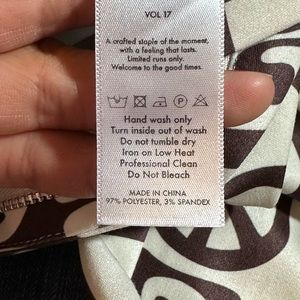 VOL 17
A crafted staple of the moment,
with a feeling that lasts.
Limited runs only.
Welcome to the good times.
P
Hand wash only
Turn inside out of wash
Do not tumble dry
Iron on Low Heat
Professional Clean
Do Not Bleach
MADE IN CHINA
97% POLYESTER, 3% SPANDEX